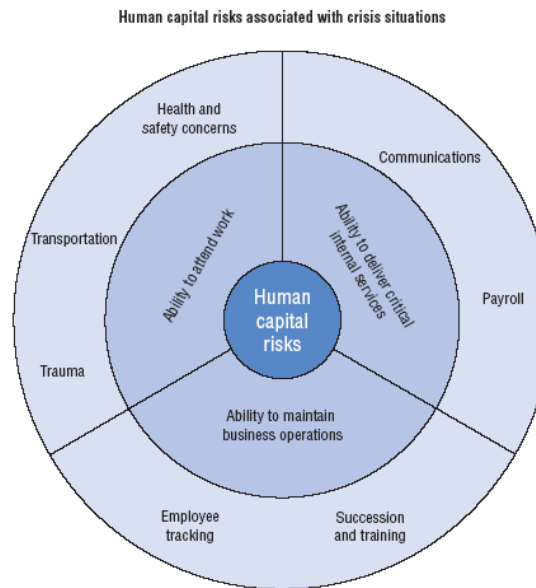 Human capital risks associated with crisis situations
Health and
safety concerns
Communications
Ability to attend work
Ability to deliver critical
internal services
Transportation
Human
capital
risks
Payroll
Trauma
Ability to maintain
business operations
Employee
tracking
Succession
and training